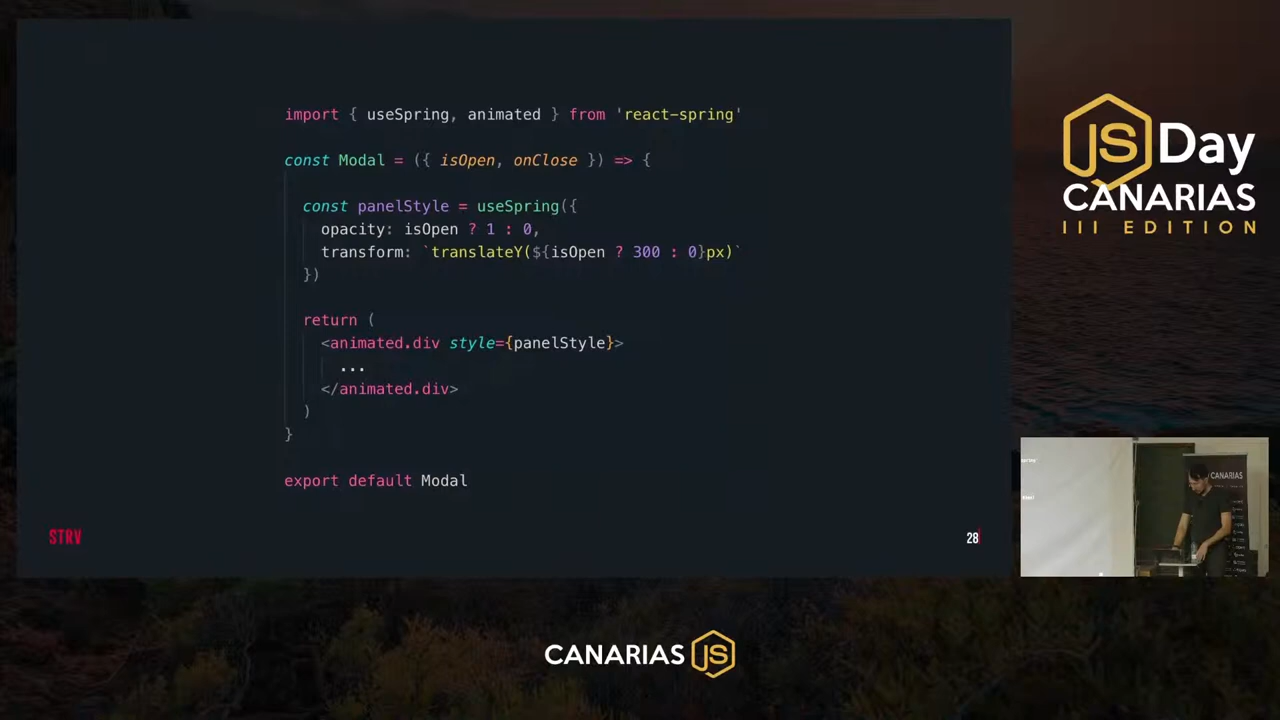 import { useSpring, animated } from 'react-spring'
const Modal = ({ isOpen, onClose }) => {
const panelStyle = useSpring({
opacity: isOpen ? 1 : 0,
transform: `translateY(${isOpen ? 300 : 0}px)`
})
return (
<animated.div style={panelStyle}>
...
</animated.div>
)
}
export default Modal
STRV
28
JS Day
CANARIAS
III EDITION
CANARIAS
CANARIAS JS